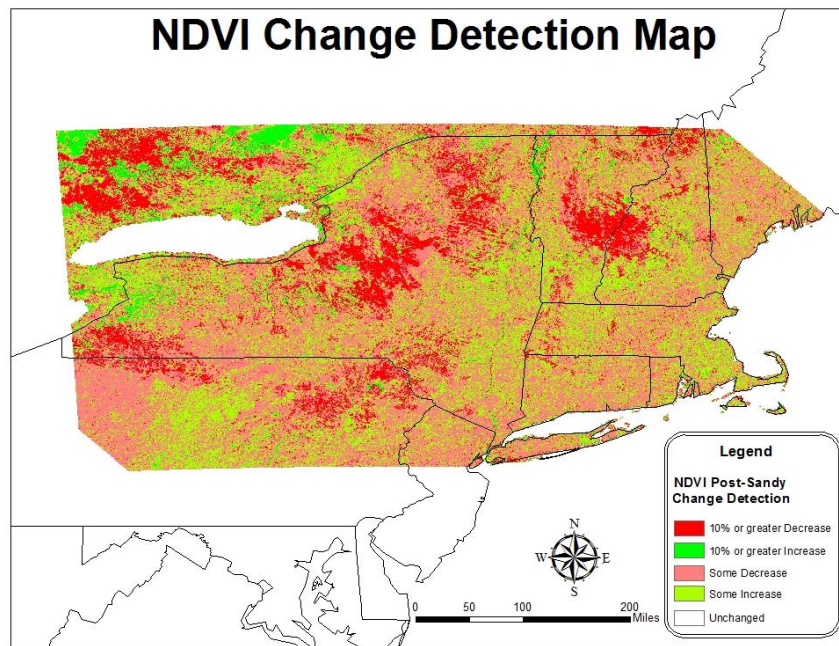 NDVI Change Detection Map
Legend
NDVI Post-Sandy
Change Detection
10% or greater Decrease
10% or greater Increase
Some Decrease
Some Increase
Unchanged
N
W
E
S
0 50 100 200
Miles